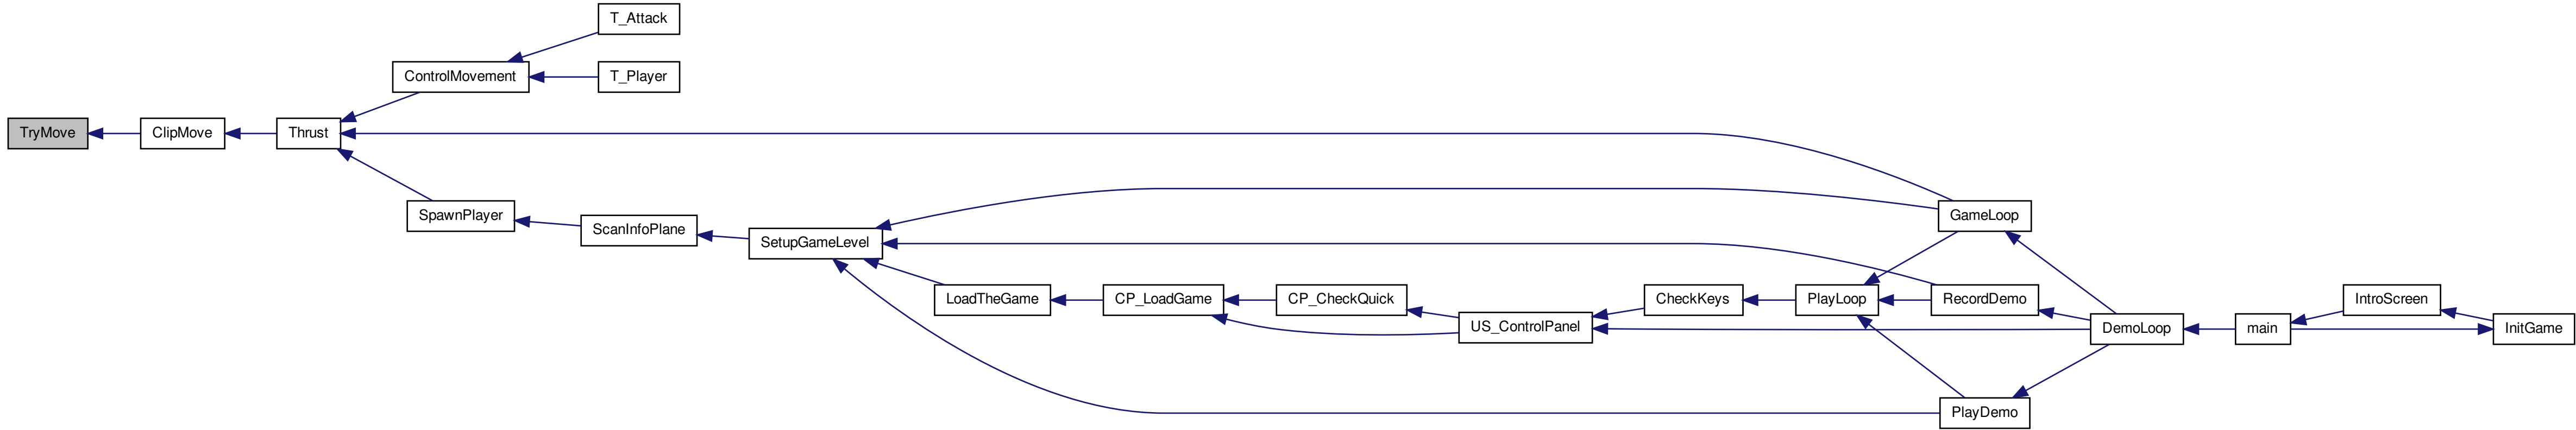 T_Attack
ControlMovement
T_Player
TryMove
ClipMove
Thrust
SpawnPlayer
ScanInfoPlane
SetupGameLevel
GameLoop
LoadTheGame
CP_LoadGame
CP_CheckQuick
CheckKeys
PlayLoop
RecordDemo
IntroScreen
US_ControlPanel
DemoLoop
main
InitGame
PlayDemo